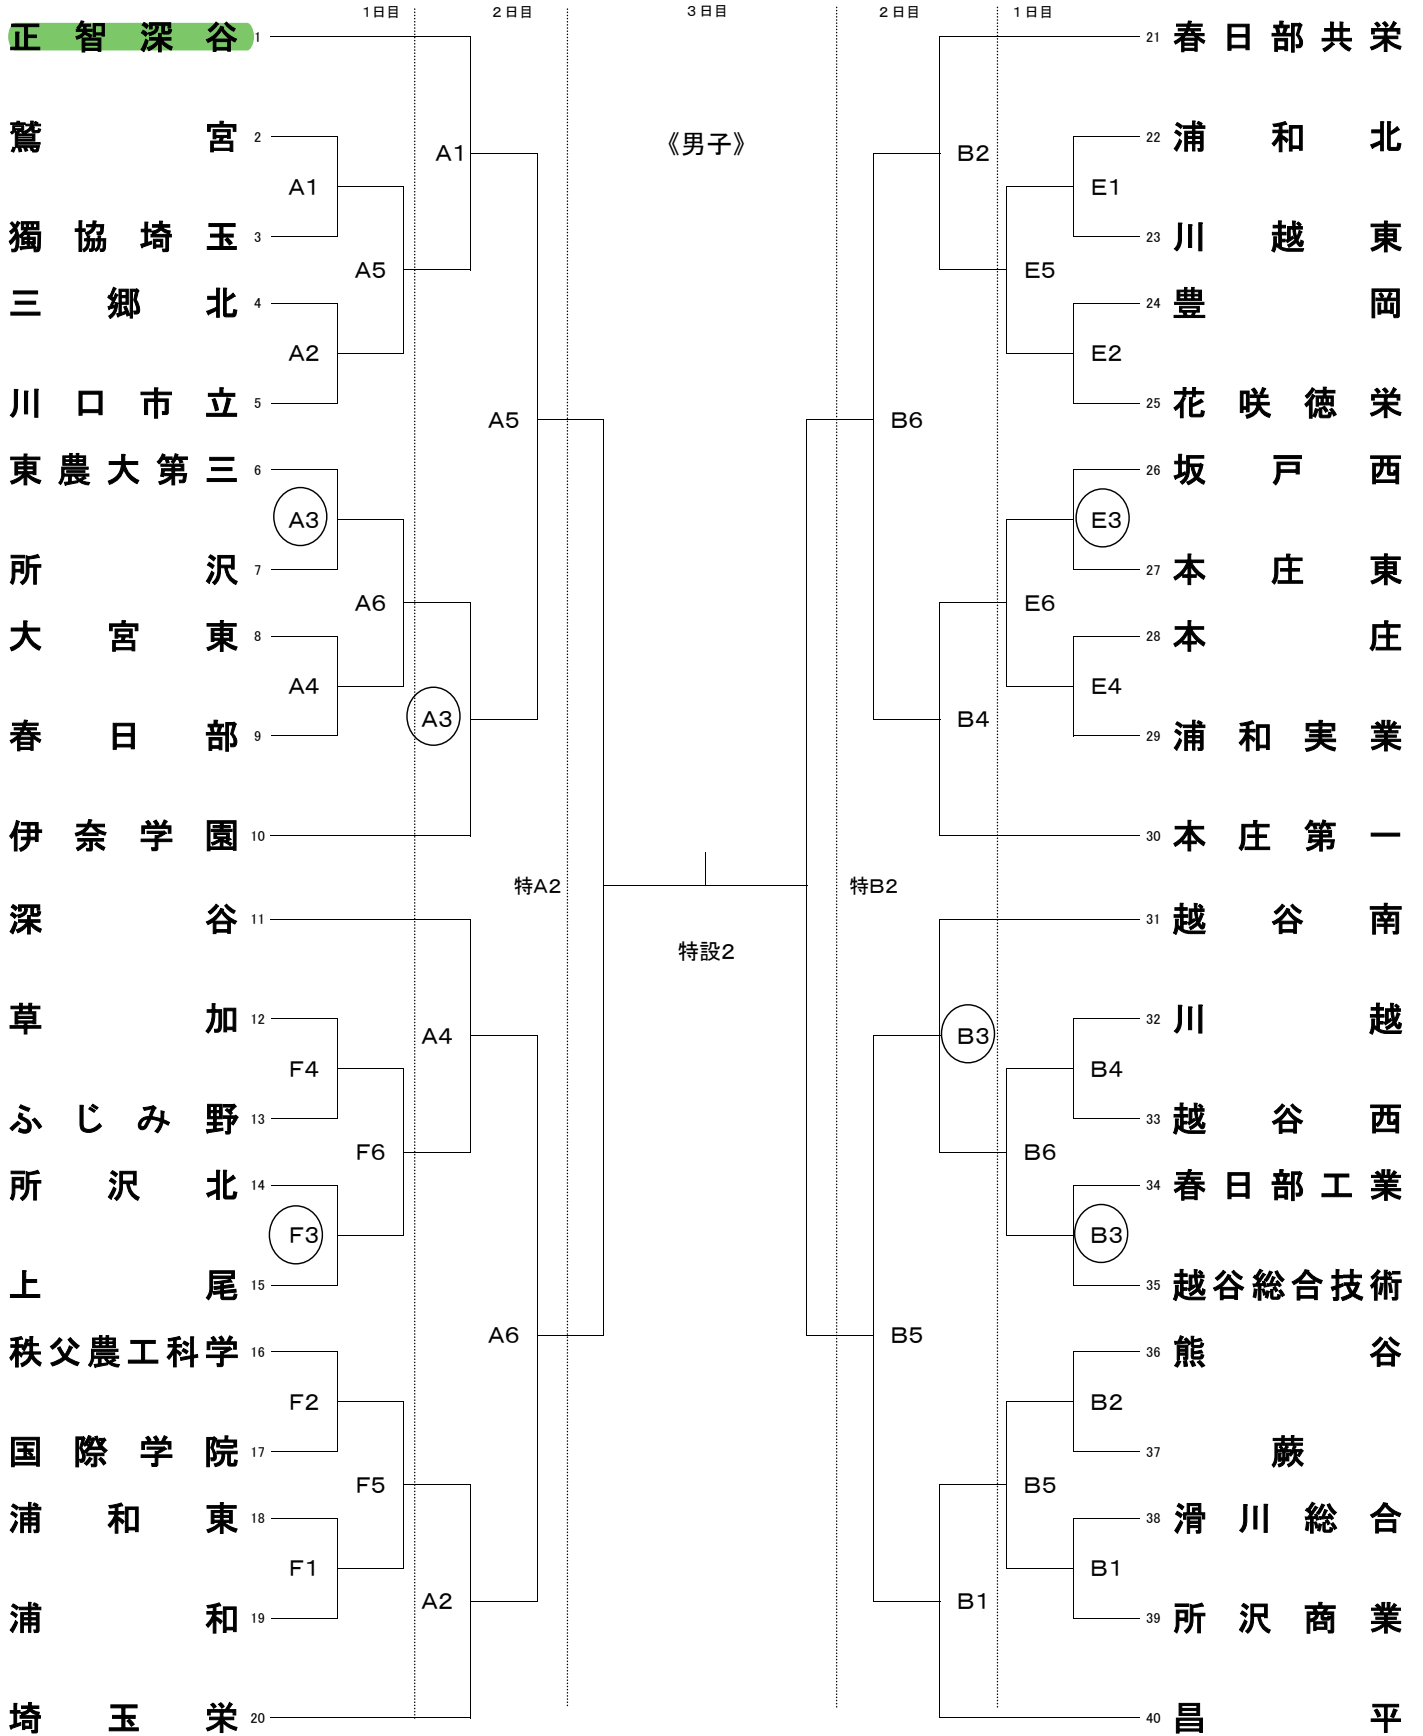 1日目 2日目 3日目 2日目 1日目
正智深谷 1
21 春日部共栄
《男子》
鷲宮 2
22 浦和北
A1
B2
A1
E1
獨協埼玉 3
23 川越東
A5
E5
三郷北 4
24 豊岡
A2
E2
川口市立 5
25 花咲徳栄
A5
B6
東農大第三 6
26 坂戸西
A3
E3
所沢 7
27 本庄東
A6
E6
大宮東 8
28 本庄
A4
E4
A3
B4
春日部 9
29 浦和実業
伊奈学園 10
30 本庄第一
特A2
特B2
深谷 11
31 越谷南
特設2
草加 12
32 川越
A4
B3
F4
B4
ふじみ野 13
33 越谷西
F6
B6
所沢北 14
34 春日部工業
F3
B3
上尾 15
35 越谷総合技術
A6
B5
秩父農工科学 16
36 熊谷
F2
B2
国際学院 17
37 蕨
F5
B5
浦和東 18
38 滑川総合
F1
B1
A2
B1
浦和 19
39 所沢商業
埼玉栄 20
40 昌平